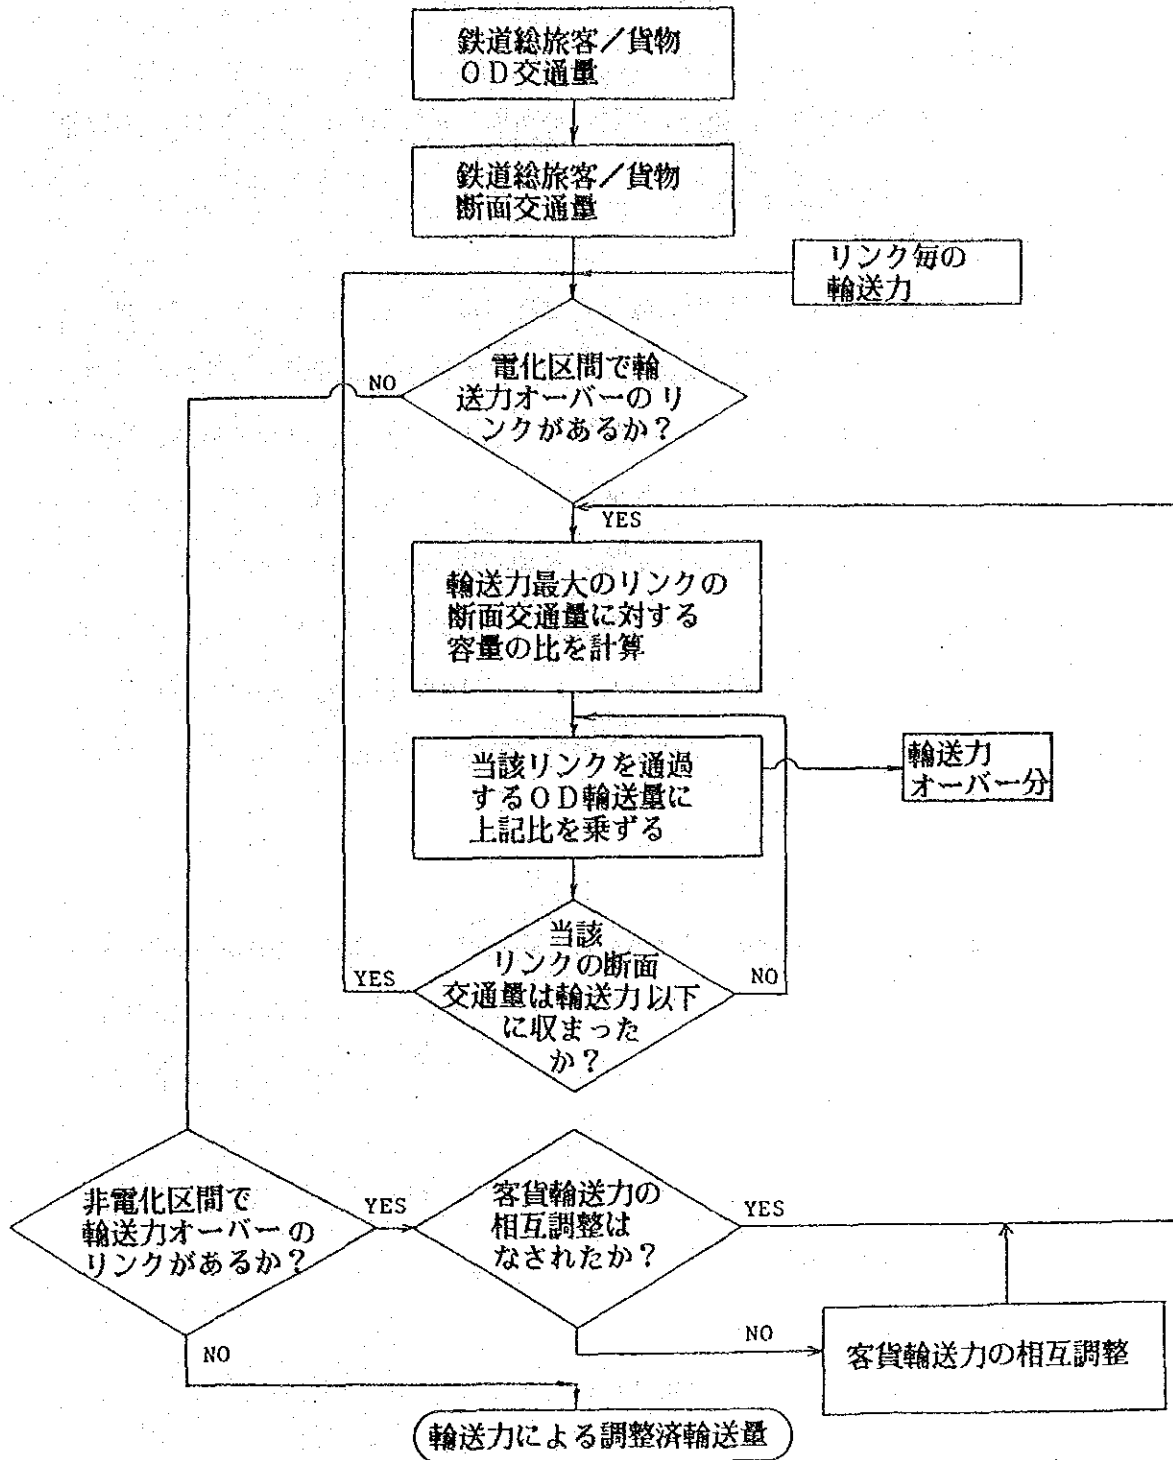 鉄道総旅客／貨物
ＯＤ交通量
鉄道総旅客／貨物
断面交通量
リンク毎の
輸送力
電化区間で輸
送力オーバーのリ
ンクがあるか？
NO
YES
輸送力最大のリンクの
断面交通量に対する
容量の比を計算
当該リンクを通過
するＯＤ輸送量に
上記比を乗ずる
輸送力
オーバー分
当該
リンクの断面
交通量は輸送力以下
に収まった
か？
YES
NO
非電化区間で
輸送力オーバーの
リンクがあるか？
YES
客貨輸送力の
相互調整は
なされたか？
YES
NO
NO
客貨輸送力の相互調整
輸送力による調整済輸送量